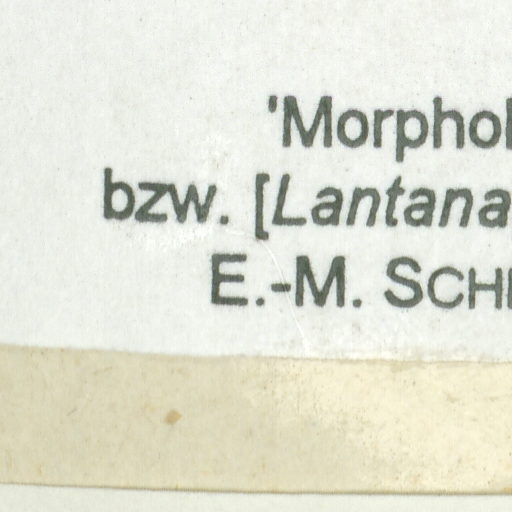 'Morphol
bzw. [Lantana
E.-M. SCH